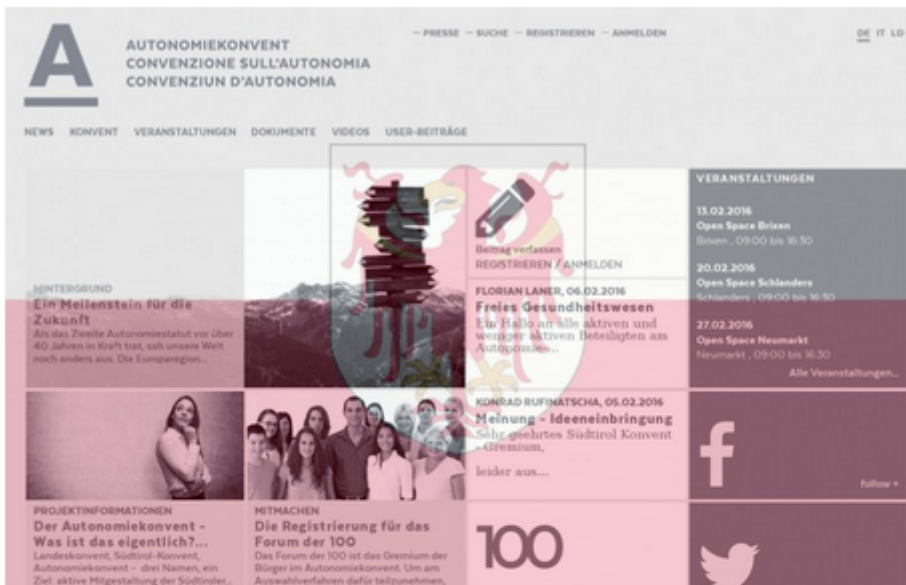 A
AUTONOMIEKONVENT
CONVENZIONE SULL'AUTONOMIA
CONVENZIUN D'AUTONOMIA
— PRESSE — SUCHE — REGISTRIEREN — ANMELDEN
DE IT LD
NEWS KONVENT VERANSTALTUNGEN DOKUMENTE VIDEOS USER-BEITRÄGE
HINTERGRUND
Ein Meilenstein für die
Zukunft
Als das Zweite Autonomiestatut vor über
40 Jahren in Kraft trat, sah unsere Welt
noch anders aus. Die Europaregion...
Beitrag verfassen
REGISTRIEREN / ANMELDEN
FLORIAN LANER, 06.02.2016
Freies Gesundheitswesen
Ein Hallo an alle aktiven und
weniger aktiven Beteiligten am
Autonomie-...
VERANSTALTUNGEN
13.02.2016
Open Space Brixen
Brixen , 09:00 bis 16:30
20.02.2016
Open Space Schlanders
Schlanders , 09:00 bis 16:30
27.02.2016
Open Space Neumarkt
Neumarkt , 09:00 bis 16:30
Alle Veranstaltungen...
KONRAD RUFINATSCHA, 05.02.2016
Meinung - Ideeneinbringung
Sehr geehrtes Südtirol Konvent
- Gremium,
leider aus...
f
follow +
PROJEKTINFORMATIONEN
Der Autonomiekonvent -
Was ist das eigentlich?...
Landeskonvent, Südtirol-Konvent,
Autonomiekonvent - drei Namen, ein
Ziel: aktive Mitgestaltung der Südtiroler...
MITMACHEN
Die Registrierung für das
Forum der 100
Das Forum der 100 ist das Gremium der
Bürger im Autonomiekonvent. Um am
Auswahlverfahren dafür teilzunehmen,
100